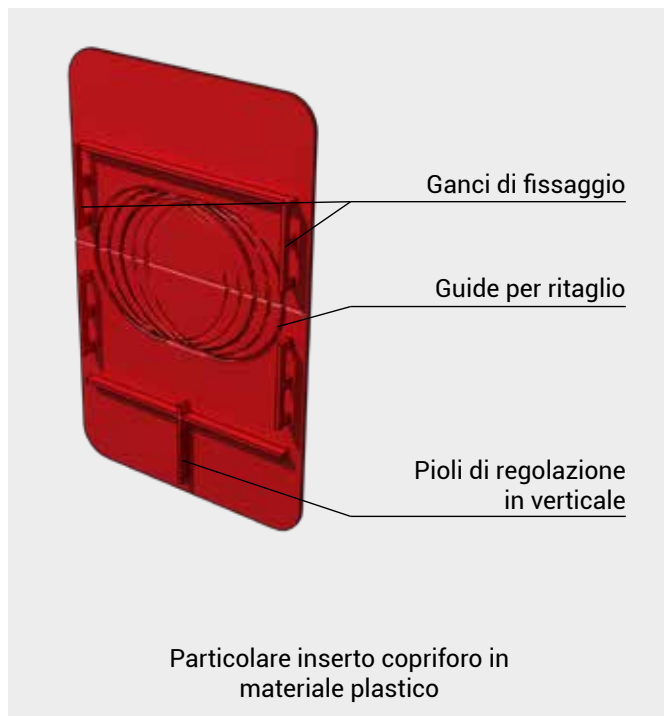 Ganci di fissaggio
Guide per ritaglio
Pioli di regolazione
in verticale
Particolare inserto copriforo in
materiale plastico